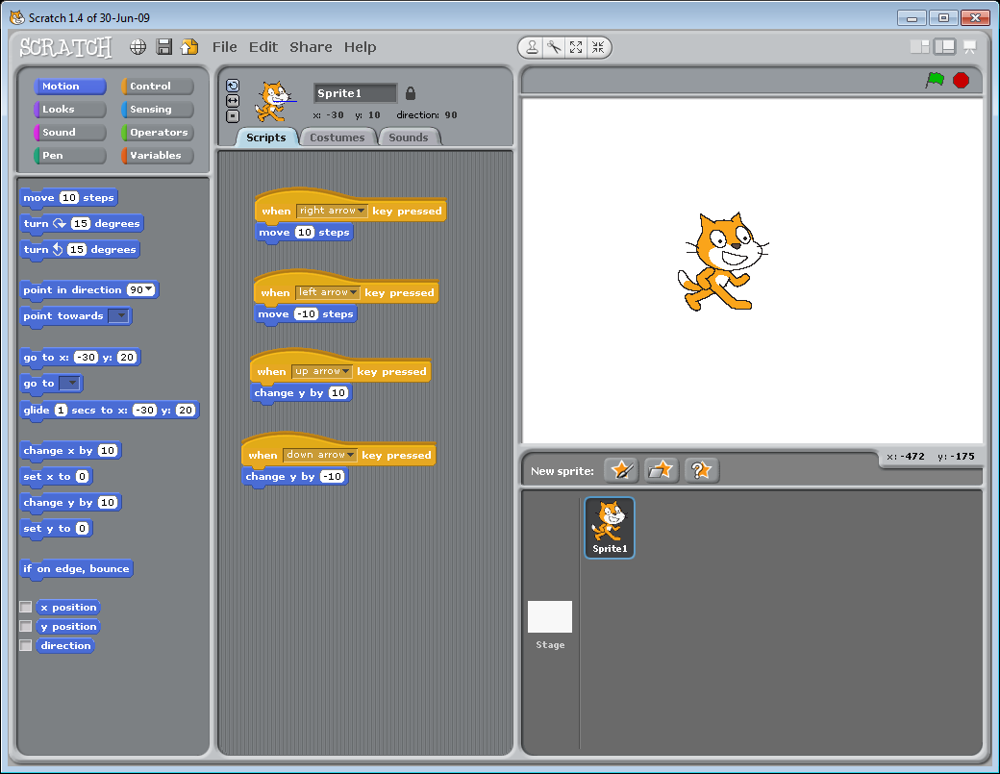 Scratch 1.4 of 30-Jun-09
SCRATCH File Edit Share Help
Motion Control
Looks Sensing
Sound Operators
Pen Variables
move 10 steps
turn 15 degrees
turn 15 degrees
point in direction 90
point towards
go to x: -30 y: 20
go to
glide 1 secs to x: -30 y: 20
change x by 10
set x to 0
change y by 10
set y to 0
if on edge, bounce
x position
y position
direction
Sprite1
x: -30 y: 10 direction: 90
Scripts Costumes Sounds
when right arrow key pressed
move 10 steps
when left arrow key pressed
move -10 steps
when up arrow key pressed
change y by 10
when down arrow key pressed
change y by -10
x: -472 y: -175
New sprite:
Sprite1
Stage